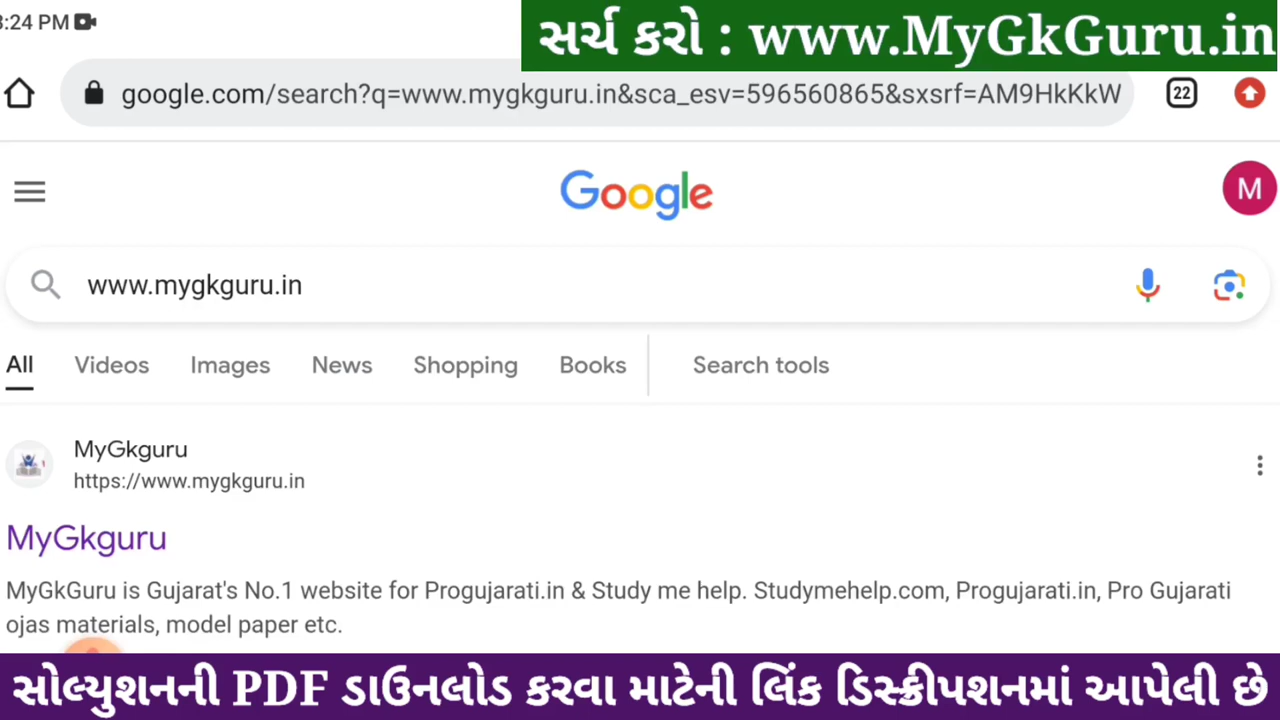 :24 PM
સર્ચ કરો : www.MyGkGuru.in
google.com/search?q=www.mygkguru.in&sca_esv=596560865&sxsrf=AM9HkKkW
22
Google
M
www.mygkguru.in
All Videos Images News Shopping Books Search tools
MyGkguru
https://www.mygkguru.in
MyGkguru
MyGkGuru is Gujarat's No.1 website for Progujarati.in & Study me help. Studymehelp.com, Progujarati.in, Pro Gujarati
ojas materials, model paper etc.
સોલ્યુશનની PDF ડાઉનલોડ કરવા માટેની લિંક ડિસ્ક્રીપશનમાં આપેલી છે